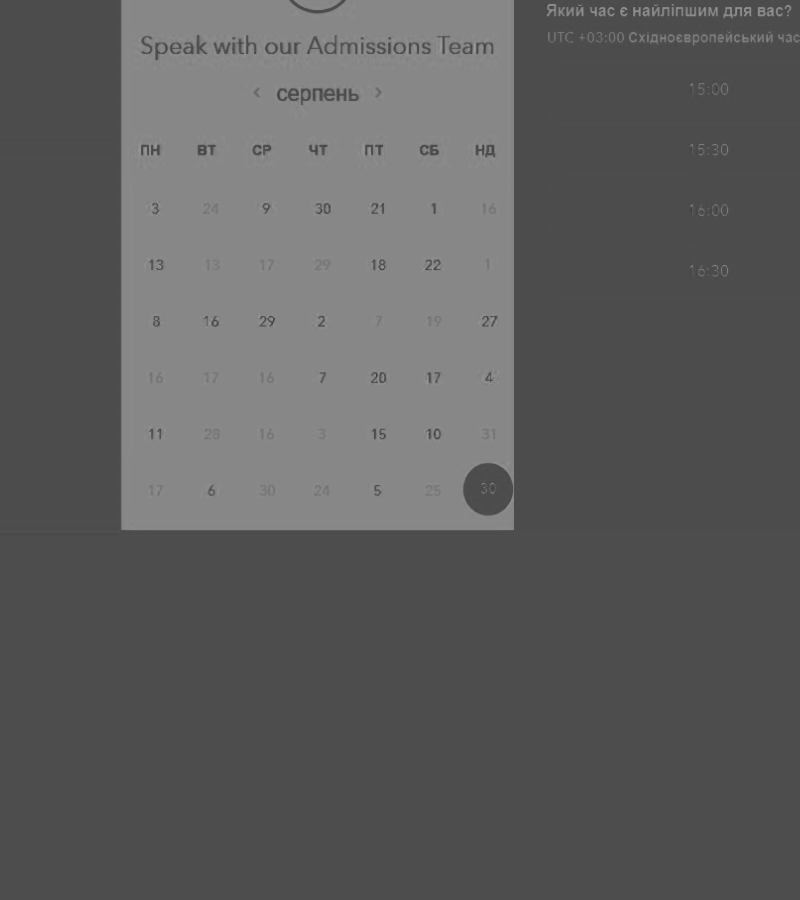 Speak with our Admissions Team
‹ серпень ›
ПН ВТ СР ЧТ ПТ СБ НД
3 24 9 30 21 1 16
13 13 17 29 18 22 1
8 16 29 2 7 19 27
16 17 16 7 20 17 4
11 28 16 3 15 10 31
17 6 30 24 5 25 30
Який час є найліпшим для вас?
UTC +03:00 Східноєвропейський час
15:00
15:30
16:00
16:30